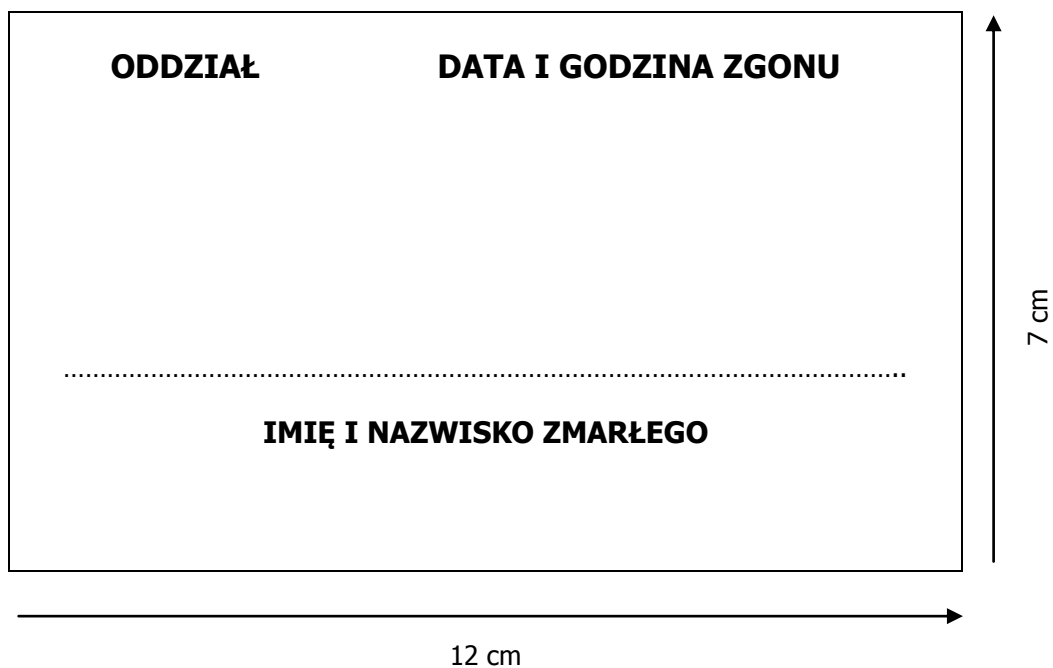 ODDZIAŁ DATA I GODZINA ZGONU
7 cm
…………………………………………………………………………………………………………..
IMIĘ I NAZWISKO ZMARŁEGO
12 cm